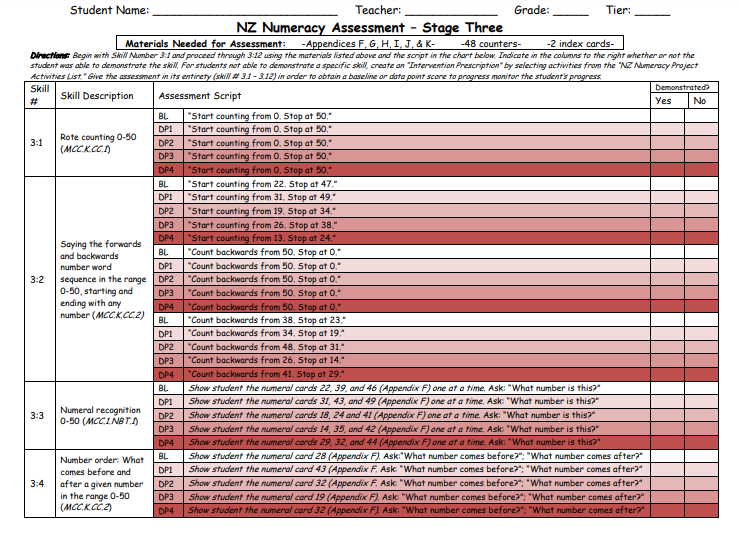 Student Name: ______________________ Teacher: ___________ Grade: _____ Tier: _____
NZ Numeracy Assessment – Stage Three
Materials Needed for Assessment: -Appendices F, G, H, I, J, & K- -48 counters- -2 index cards-
Directions: Begin with Skill Number 3:1 and proceed through 3:12 using the materials listed above and the script in the chart below. Indicate in the columns to the right whether or not the
student was able to demonstrate the skill. For students not able to demonstrate a specific skill, create an "Intervention Prescription" by selecting activities from the "NZ Numeracy Project
Activities List." Give the assessment in its entirety (skill # 3.1 – 3.12) in order to obtain a baseline or data point score to progress monitor the student's progress.
Skill # Skill Description Assessment Script Demonstrated?
Yes No
3:1 Rote counting 0-50 (MCC.K.CC.1)
BL "Start counting from 0. Stop at 50."
DP1 "Start counting from 0. Stop at 50."
DP2 "Start counting from 0. Stop at 50."
DP3 "Start counting from 0. Stop at 50."
DP4 "Start counting from 0. Stop at 50."
3:2 Saying the forwards and backwards number word sequence in the range 0-50, starting and ending with any number (MCC.K.CC.2)
BL "Start counting from 22. Stop at 47."
DP1 "Start counting from 31. Stop at 49."
DP2 "Start counting from 19. Stop at 34."
DP3 "Start counting from 26. Stop at 38."
DP4 "Start counting from 13. Stop at 24."
BL "Count backwards from 50. Stop at 0."
DP1 "Count backwards from 50. Stop at 0."
DP2 "Count backwards from 50. Stop at 0."
DP3 "Count backwards from 50. Stop at 0."
DP4 "Count backwards from 50. Stop at 0."
BL "Count backwards from 38. Stop at 23."
DP1 "Count backwards from 34. Stop at 19."
DP2 "Count backwards from 48. Stop at 31."
DP3 "Count backwards from 26. Stop at 14."
DP4 "Count backwards from 41. Stop at 29."
3:3 Numeral recognition 0-50 (MCC.1.NBT.1)
BL Show student the numeral cards 22, 39, and 46 (Appendix F) one at a time. Ask: "What number is this?"
DP1 Show student the numeral cards 31, 43, and 49 (Appendix F) one at a time. Ask: "What number is this?"
DP2 Show student the numeral cards 18, 24, and 41 (Appendix F) one at a time. Ask: "What number is this?"
DP3 Show student the numeral cards 14, 35, and 42 (Appendix F) one at a time. Ask: "What number is this?"
DP4 Show student the numeral cards 29, 32, and 44 (Appendix F) one at a time. Ask: "What number is this?"
3:4 Number order: What comes before and after a given number in the range 0-50 (MCC.K.CC.2)
BL Show student the numeral card 28 (Appendix F). Ask:"What number comes before?"; "What number comes after?"
DP1 Show student the numeral card 43 (Appendix F. Ask: "What number comes before?"; "What number comes after?"
DP2 Show student the numeral card 32 (Appendix F. Ask: "What number comes before?"; "What number comes after?"
DP3 Show student the numeral card 19 (Appendix F). Ask: "What number comes before?"; "What number comes after?"
DP4 Show student the numeral card 32 (Appendix F). Ask: "What number comes before?"; "What number comes after?"